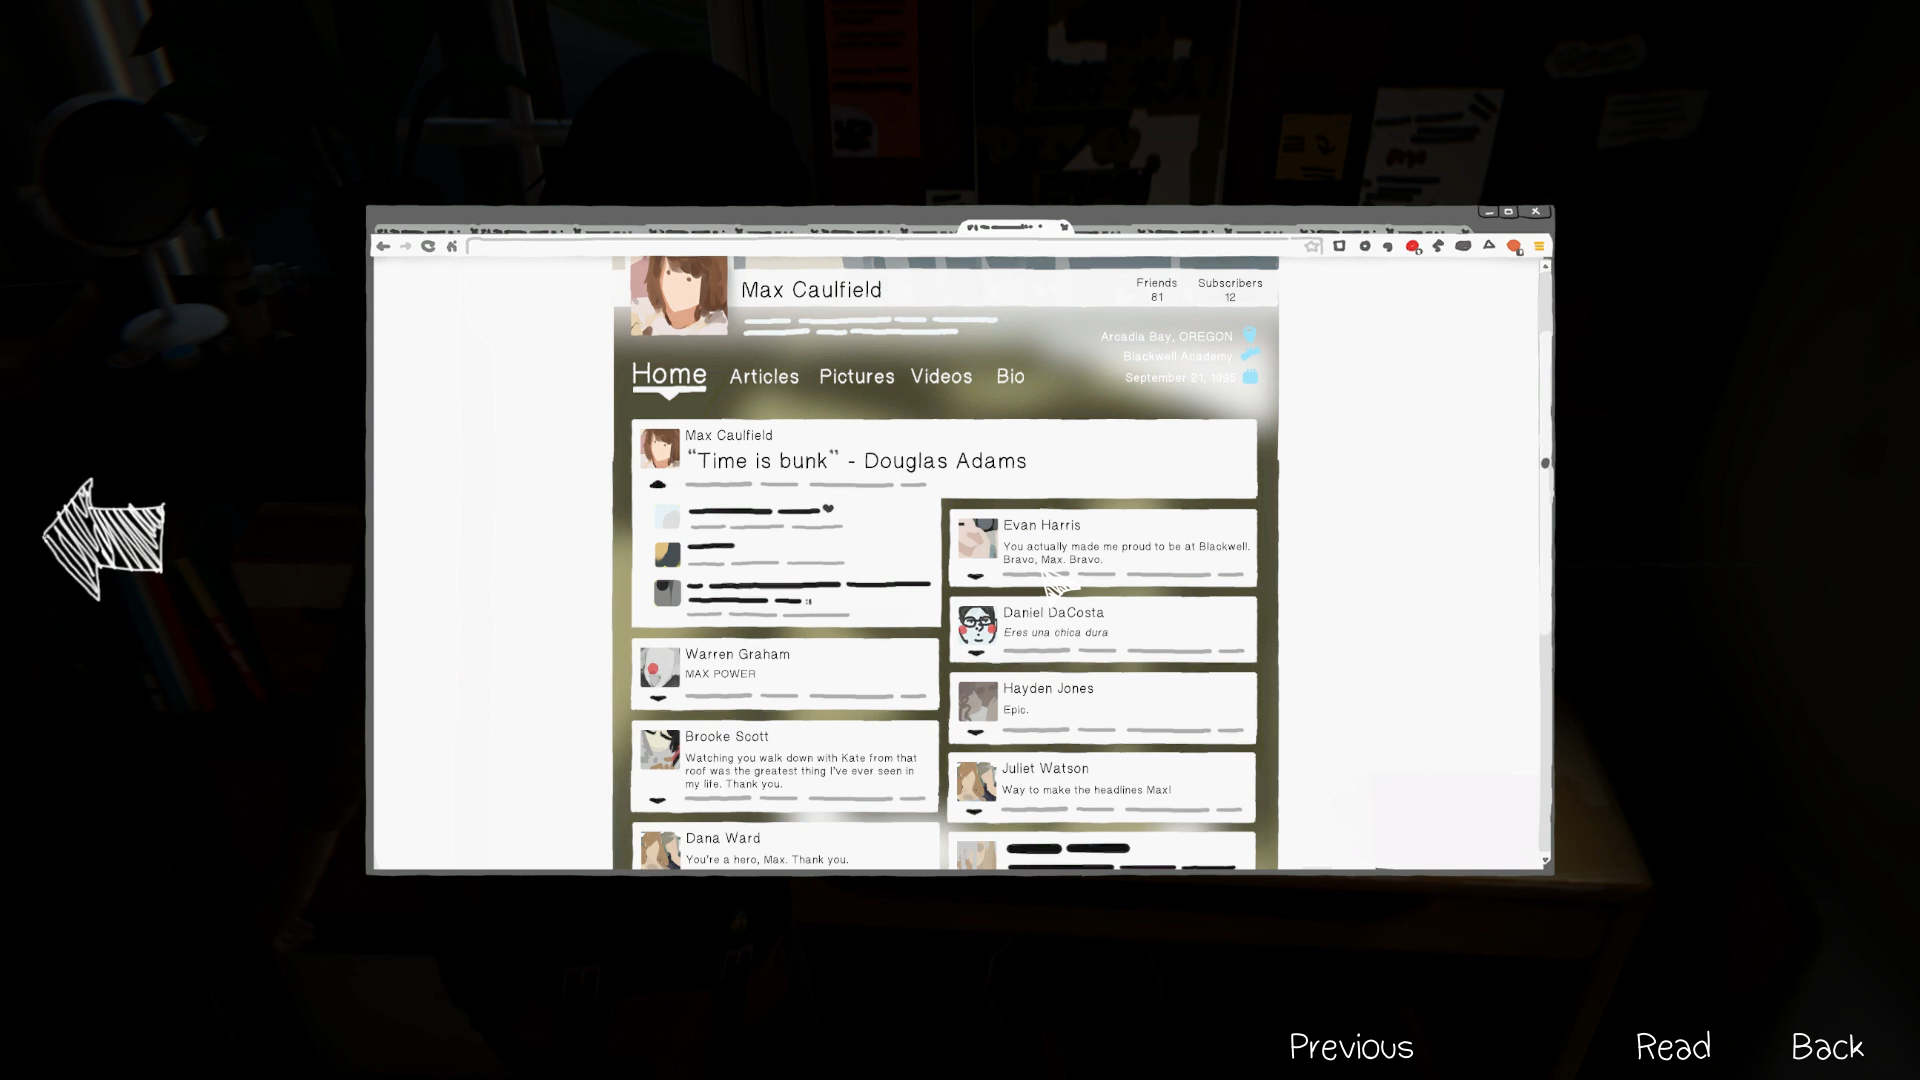 Max Caulfield
Friends
81
Subscribers
12
Arcadia Bay, OREGON
Blackwell Academy
September 21, 1995
Home
Articles
Pictures
Videos
Bio
Max Caulfield
"Time is bunk" - Douglas Adams
Evan Harris
You actually made me proud to be at Blackwell.
Bravo, Max. Bravo.
Daniel DaCosta
Eres una chica dura
Hayden Jones
Epic.
Juliet Watson
Way to make the headlines Max!
Warren Graham
MAX POWER
Brooke Scott
Watching you walk down with Kate from that
roof was the greatest thing I've ever seen in
my life. Thank you.
Dana Ward
You're a hero, Max. Thank you.
Previous
Read
Back